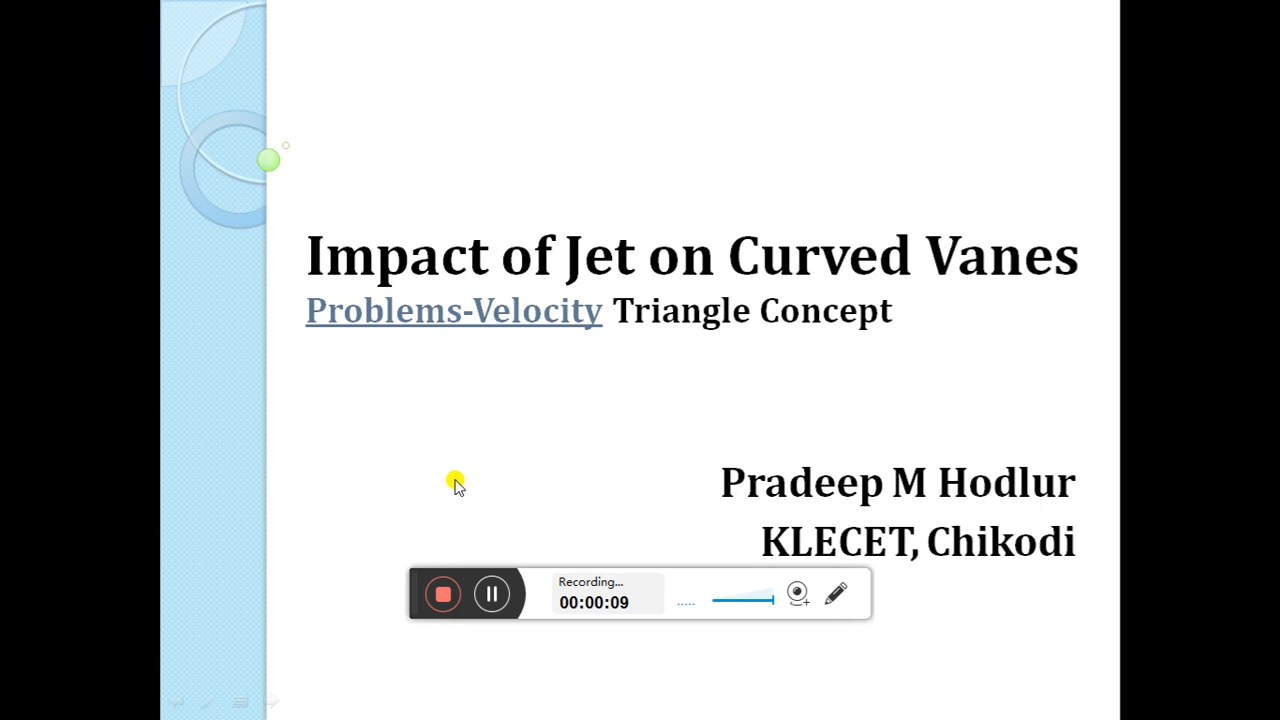 Impact of Jet on Curved Vanes
Problems-Velocity Triangle Concept
Pradeep M Hodlur
KLECET, Chikodi
Recording...
00:00:09